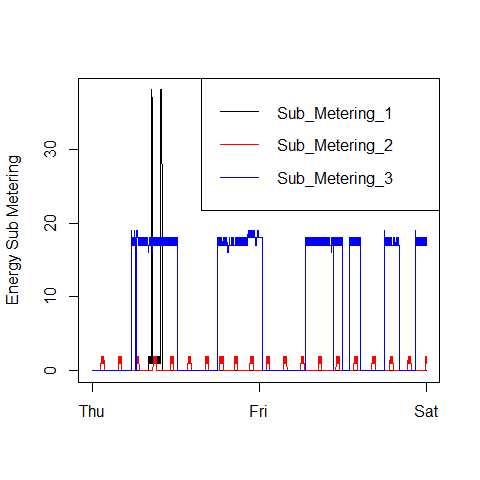 Sub_Metering_1
Sub_Metering_2
Sub_Metering_3
Energy Sub Metering
30
20
10
0
Thu Fri Sat